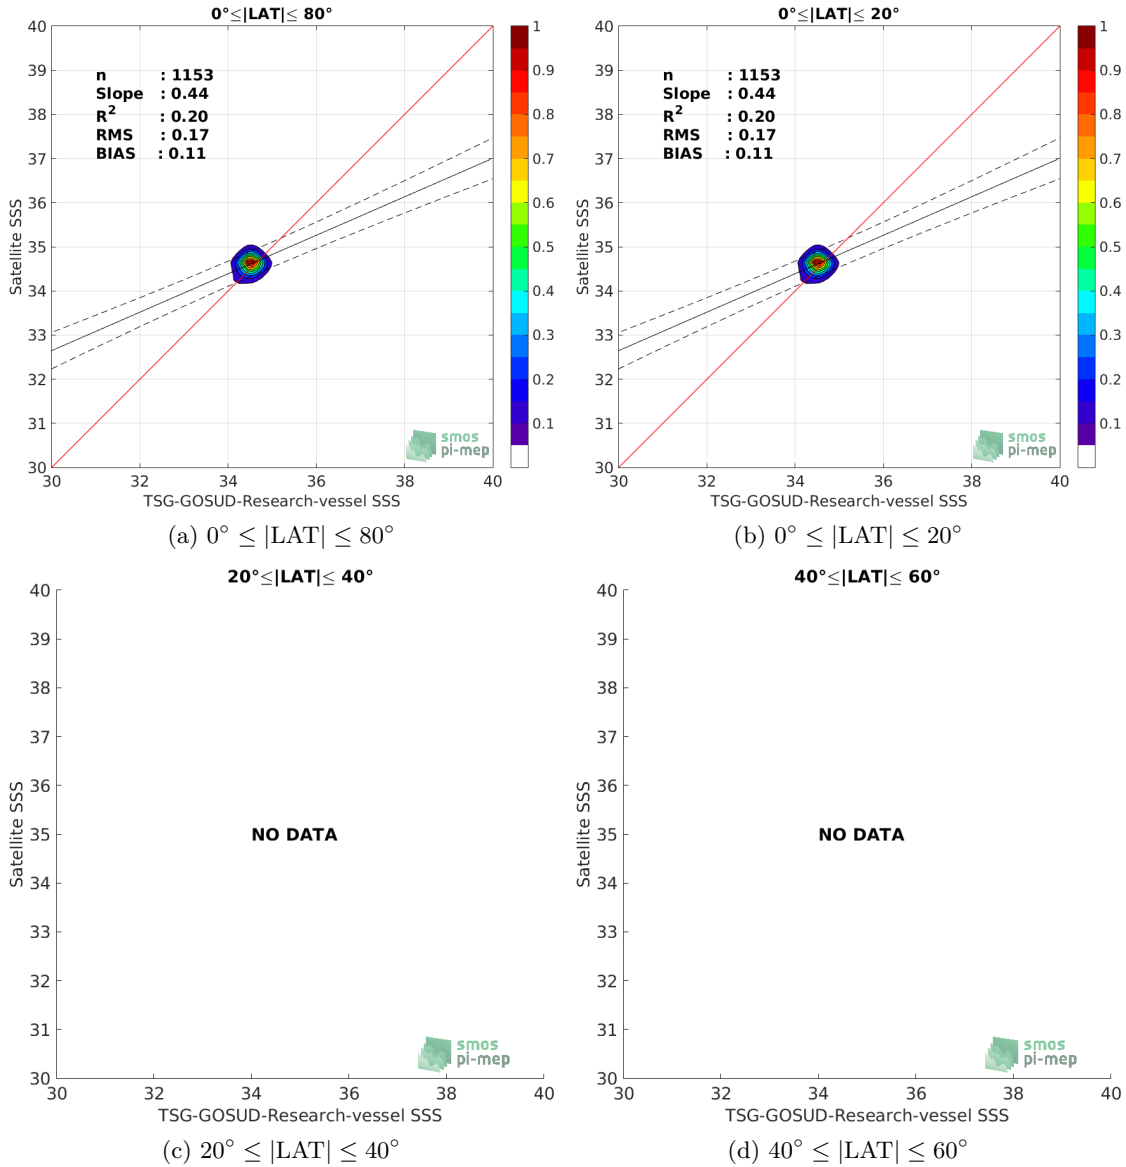 0°≤|LAT|≤ 80°
n : 1153
Slope : 0.44
R² : 0.20
RMS : 0.17
BIAS : 0.11
40
39
38
37
36
35
34
33
32
31
30
Satellite SSS
30 32 34 36 38 40
TSG-GOSUD-Research-vessel SSS
1
0.9
0.8
0.7
0.6
0.5
0.4
0.3
0.2
0.1
smos
pi-mep
(a) 0° ≤ |LAT| ≤ 80°
0°≤|LAT|≤ 20°
n : 1153
Slope : 0.44
R² : 0.20
RMS : 0.17
BIAS : 0.11
40
39
38
37
36
35
34
33
32
31
30
Satellite SSS
30 32 34 36 38 40
TSG-GOSUD-Research-vessel SSS
1
0.9
0.8
0.7
0.6
0.5
0.4
0.3
0.2
0.1
smos
pi-mep
(b) 0° ≤ |LAT| ≤ 20°
20°≤|LAT|≤ 40°
40
39
38
37
36
35
34
33
32
31
30
Satellite SSS
NO DATA
smos
pi-mep
30 32 34 36 38 40
TSG-GOSUD-Research-vessel SSS
(c) 20° ≤ |LAT| ≤ 40°
40°≤|LAT|≤ 60°
40
39
38
37
36
35
34
33
32
31
30
Satellite SSS
NO DATA
smos
pi-mep
30 32 34 36 38 40
TSG-GOSUD-Research-vessel SSS
(d) 40° ≤ |LAT| ≤ 60°